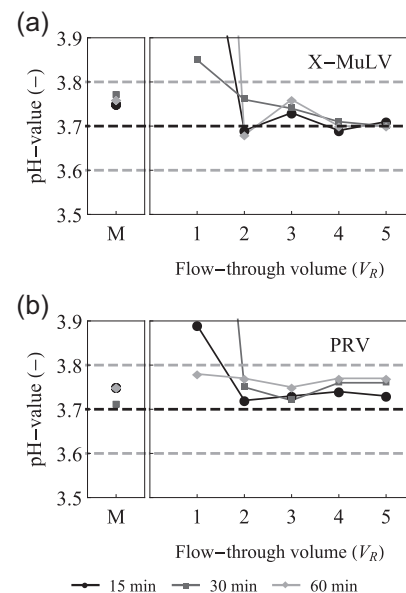 (a)
3.9
3.8
3.7
3.6
3.5
pH−value (−)
X−MuLV
M
1 2 3 4 5
Flow−through volume (V_R)
(b)
3.9
3.8
3.7
3.6
3.5
pH−value (−)
PRV
M
1 2 3 4 5
Flow−through volume (V_R)
15 min 30 min 60 min